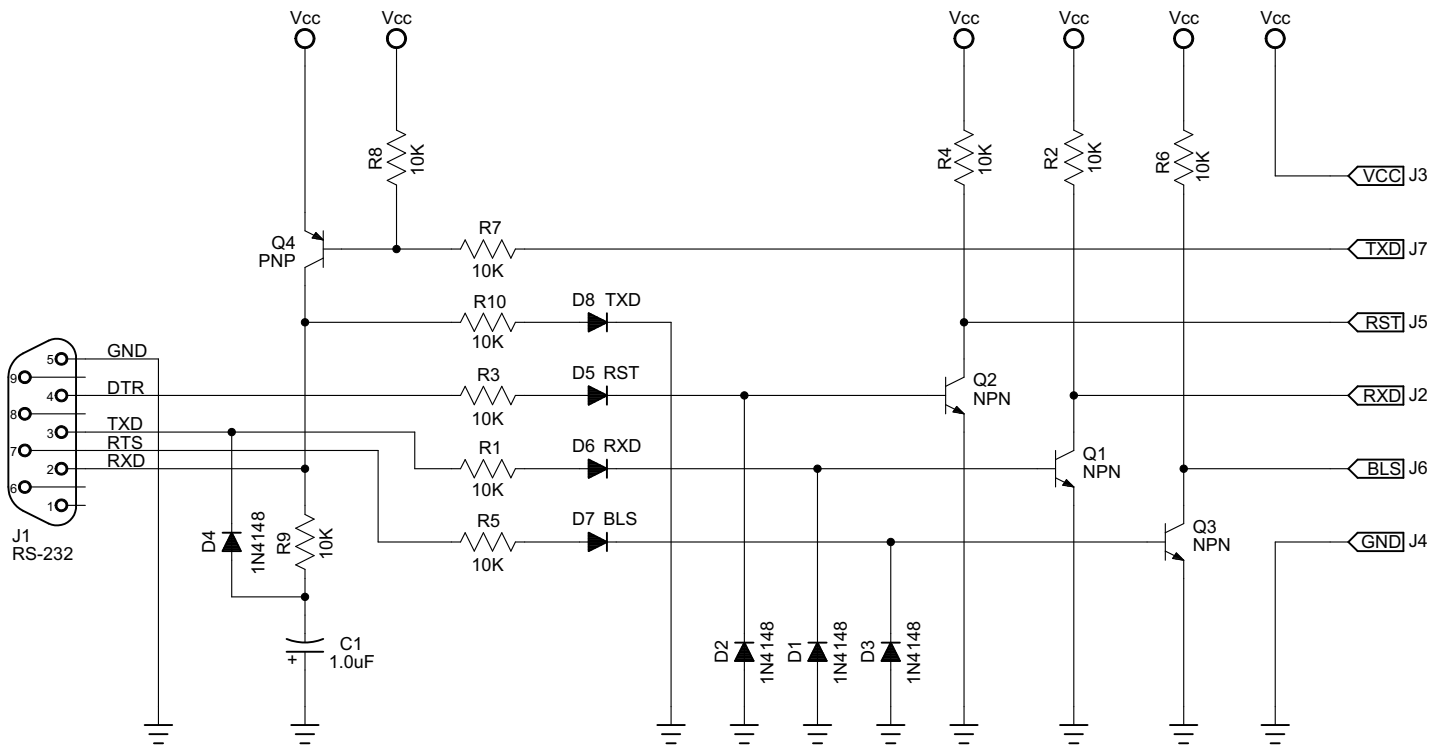 Vcc
Vcc
Vcc
Vcc
Vcc
Vcc
R8
10K
R4
10K
R2
10K
R6
10K
VCC J3
Q4
PNP
R7
10K
TXD J7
R10
10K
D8 TXD
RST J5
5
GND
9
4
DTR
R3
10K
D5 RST
Q2
NPN
RXD J2
8
3
TXD
7
RTS
2
RXD
R1
10K
D6 RXD
Q1
NPN
BLS J6
6
1
J1
RS-232
D4
1N4148
R9
10K
R5
10K
D7 BLS
Q3
NPN
GND J4
+
C1
1.0uF
D2
1N4148
D1
1N4148
D3
1N4148